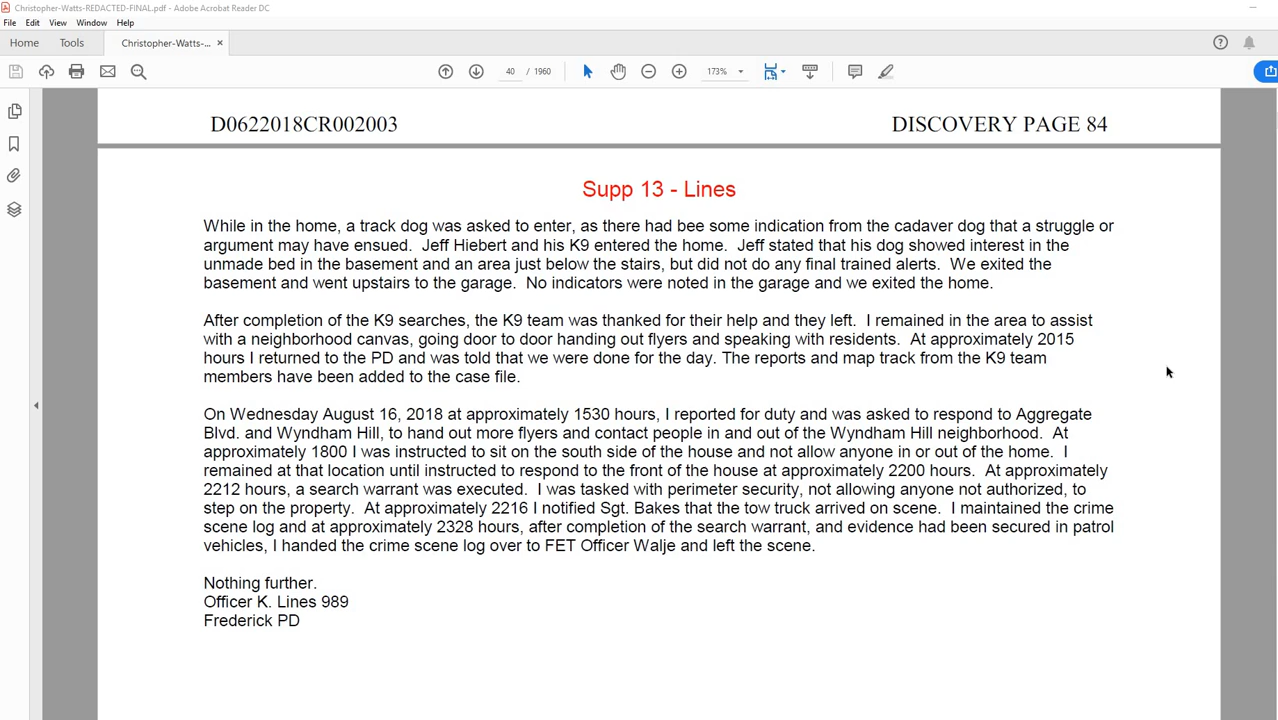 Christopher-Watts-REDACTED-FINAL.pdf - Adobe Acrobat Reader DC
File Edit View Window Help
Home Tools Christopher-Watts-... ×
40 / 1960 173%
D0622018CR002003 DISCOVERY PAGE 84
Supp 13 - Lines
While in the home, a track dog was asked to enter, as there had bee some indication from the cadaver dog that a struggle or
argument may have ensued. Jeff Hiebert and his K9 entered the home. Jeff stated that his dog showed interest in the
unmade bed in the basement and an area just below the stairs, but did not do any final trained alerts. We exited the
basement and went upstairs to the garage. No indicators were noted in the garage and we exited the home.
After completion of the K9 searches, the K9 team was thanked for their help and they left. I remained in the area to assist
with a neighborhood canvas, going door to door handing out flyers and speaking with residents. At approximately 2015
hours I returned to the PD and was told that we were done for the day. The reports and map track from the K9 team
members have been added to the case file.
On Wednesday August 16, 2018 at approximately 1530 hours, I reported for duty and was asked to respond to Aggregate
Blvd. and Wyndham Hill, to hand out more flyers and contact people in and out of the Wyndham Hill neighborhood. At
approximately 1800 I was instructed to sit on the south side of the house and not allow anyone in or out of the home. I
remained at that location until instructed to respond to the front of the house at approximately 2200 hours. At approximately
2212 hours, a search warrant was executed. I was tasked with perimeter security, not allowing anyone not authorized, to
step on the property. At approximately 2216 I notified Sgt. Bakes that the tow truck arrived on scene. I maintained the crime
scene log and at approximately 2328 hours, after completion of the search warrant, and evidence had been secured in patrol
vehicles, I handed the crime scene log over to FET Officer Walje and left the scene.
Nothing further.
Officer K. Lines 989
Frederick PD